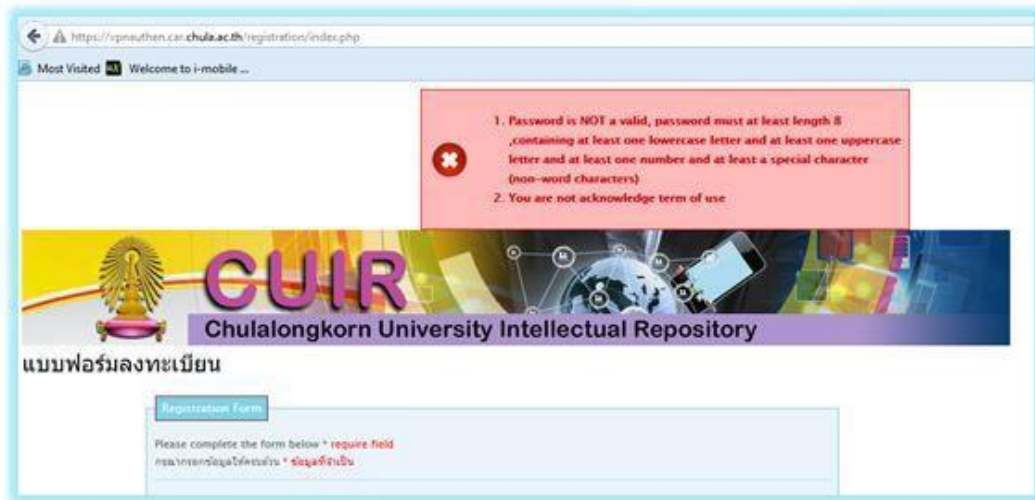 https://vpnauthen.car.chula.ac.th/registration/index.php
Most Visited Welcome to i-mobile ...
1. Password is NOT a valid, password must at least length 8
,containing at least one lowercase letter and at least one uppercase
letter and at least one number and at least a special character
(non-word characters)
2. You are not acknowledge term of use
CUIR
Chulalongkorn University Intellectual Repository
แบบฟอร์มลงทะเบียน
Registration Form
Please complete the form below * require field
กรุณากรอกข้อมูลให้ครบถ้วน * ข้อมูลที่จำเป็น